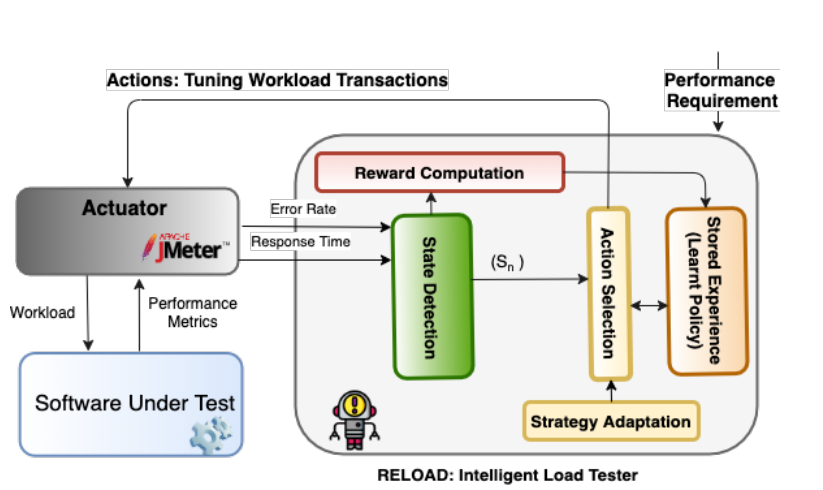 Actions: Tuning Workload Transactions
Performance
Requirement
Reward Computation
Actuator
APACHE
JMeter™
Error Rate
Response Time
State Detection
(Sn )
Action Selection
Stored Experience
(Learnt Policy)
Workload
Performance
Metrics
Software Under Test
Strategy Adaptation
RELOAD: Intelligent Load Tester